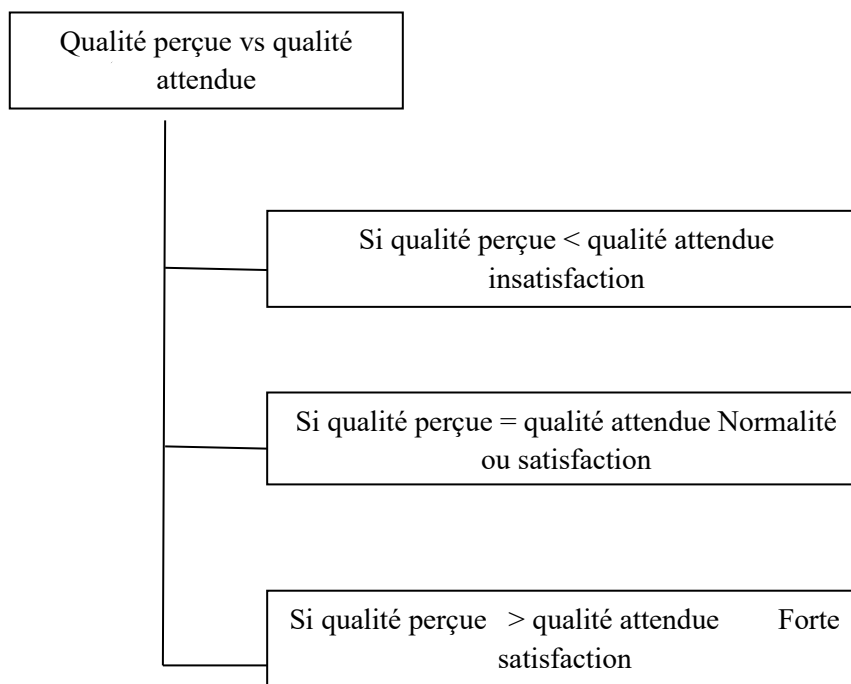 Qualité perçue vs qualité
attendue
Si qualité perçue < qualité attendue
insatisfaction
Si qualité perçue = qualité attendue Normalité
ou satisfaction
Si qualité perçue > qualité attendue Forte
satisfaction